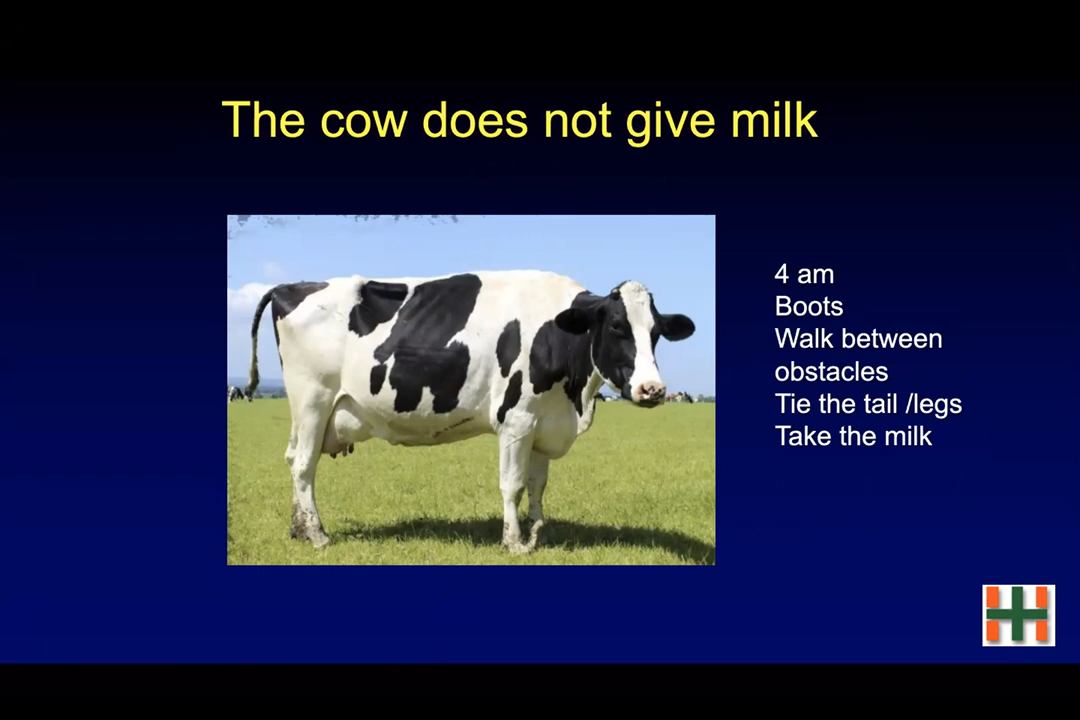 The cow does not give milk
4 am
Boots
Walk between
obstacles
Tie the tail /legs
Take the milk